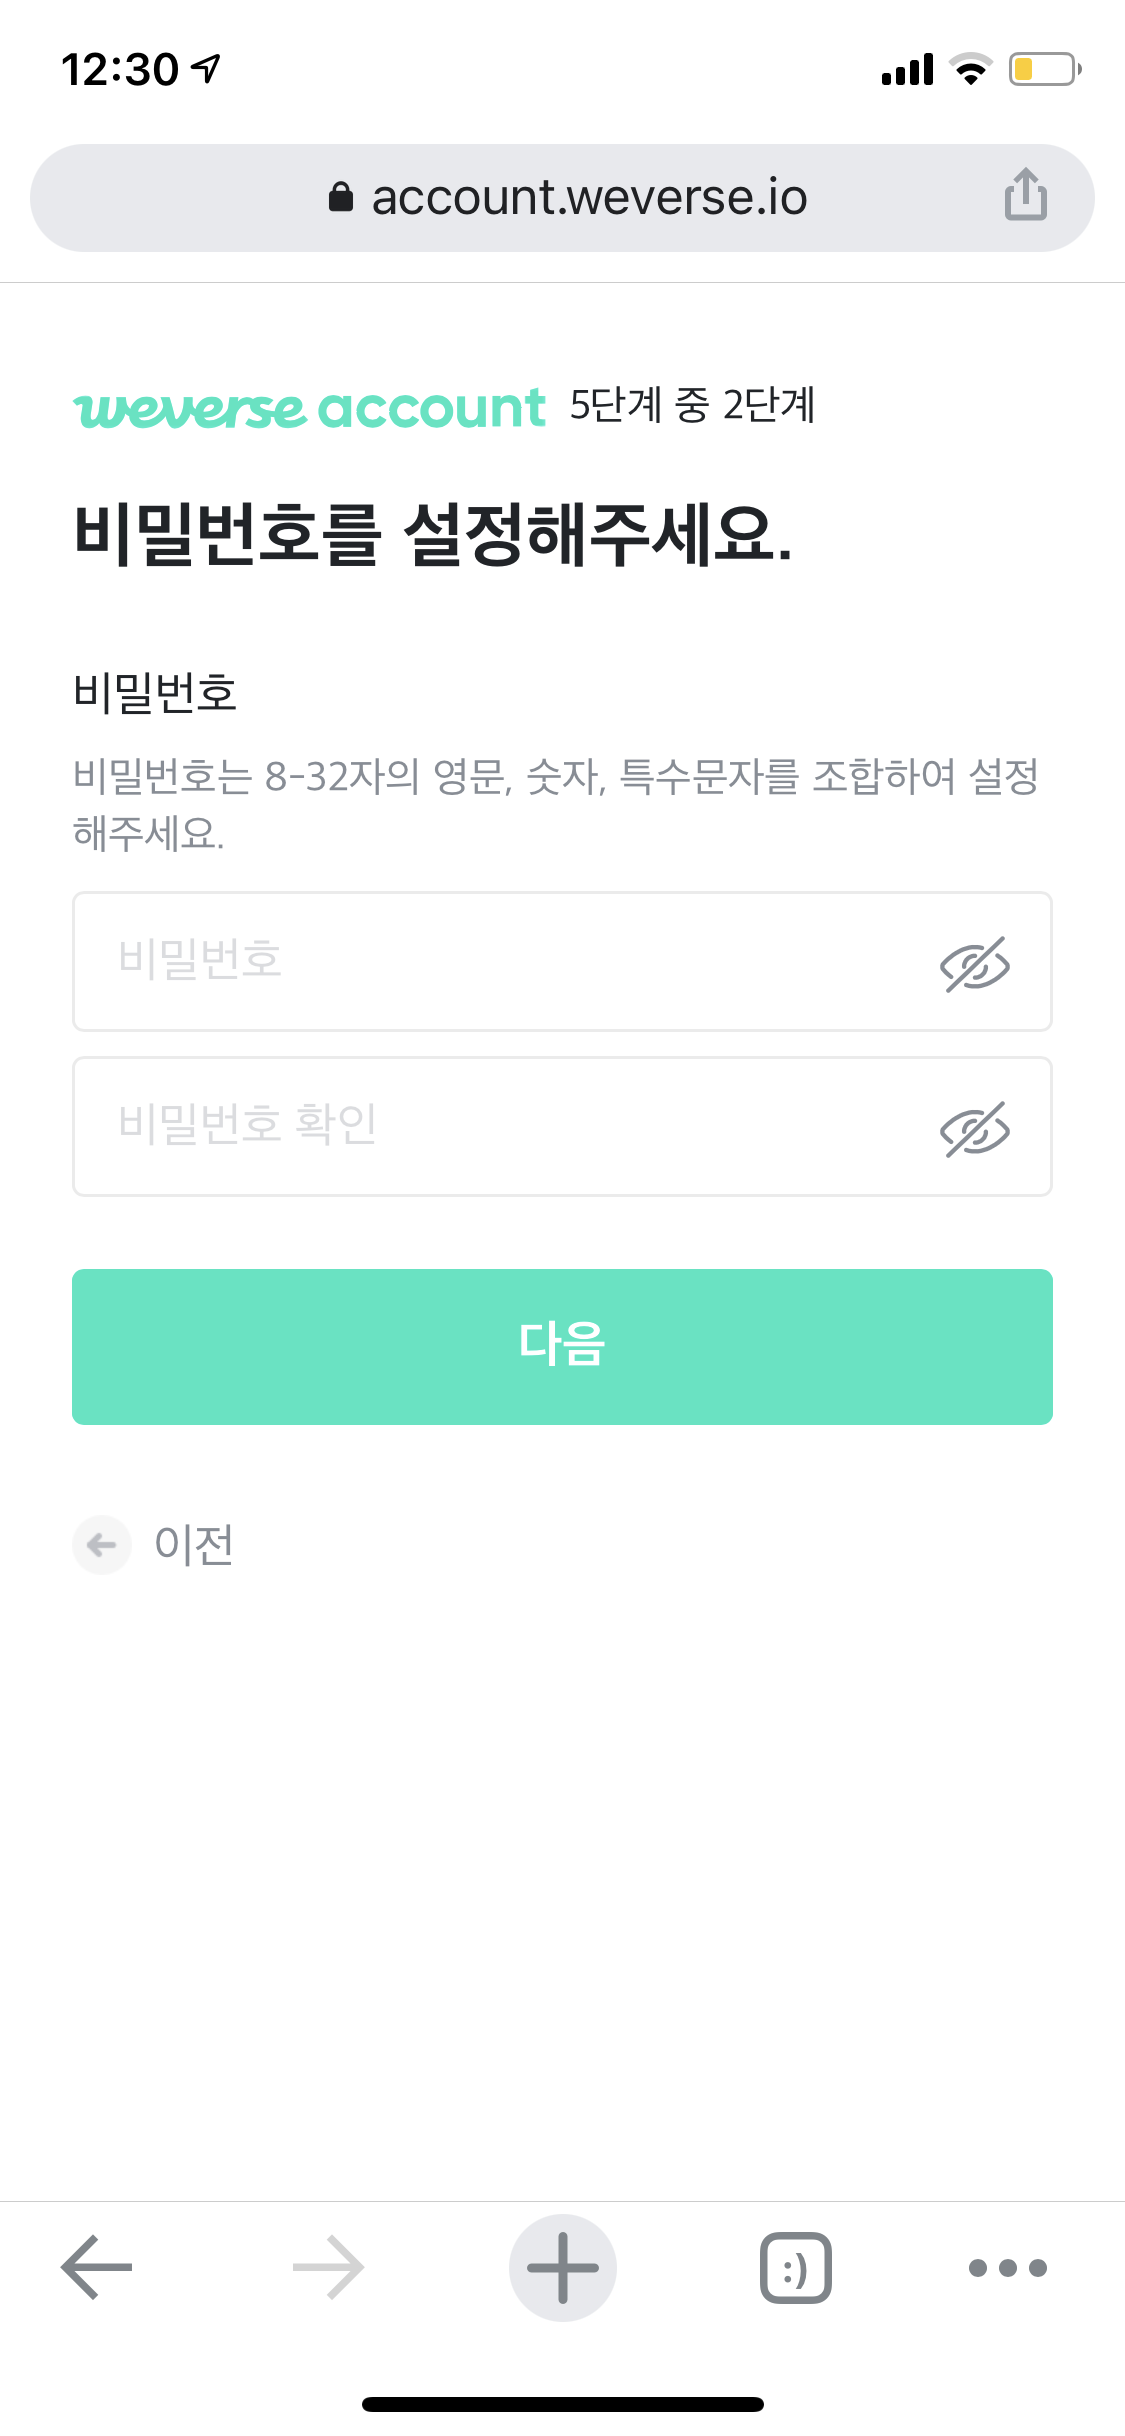 12:30
account.weverse.io
weverse account 5단계 중 2단계
비밀번호를 설정해주세요.
비밀번호
비밀번호는 8-32자의 영문, 숫자, 특수문자를 조합하여 설정
해주세요.
비밀번호
비밀번호 확인
다음
이전
:)